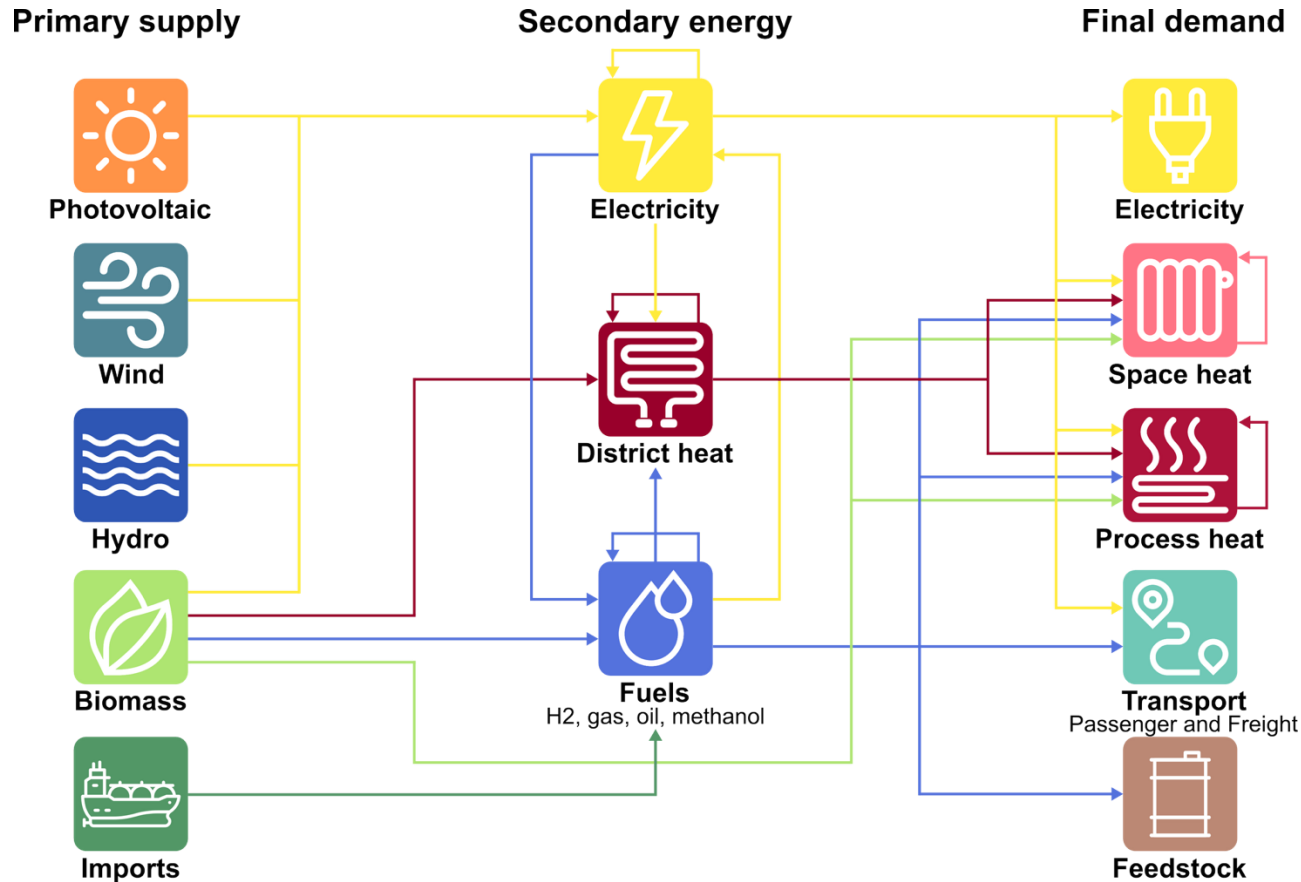 Primary supply
Secondary energy
Final demand
Photovoltaic
Wind
Hydro
Biomass
Imports
Electricity
District heat
Fuels
H2, gas, oil, methanol
Electricity
Space heat
Process heat
Transport
Passenger and Freight
Feedstock